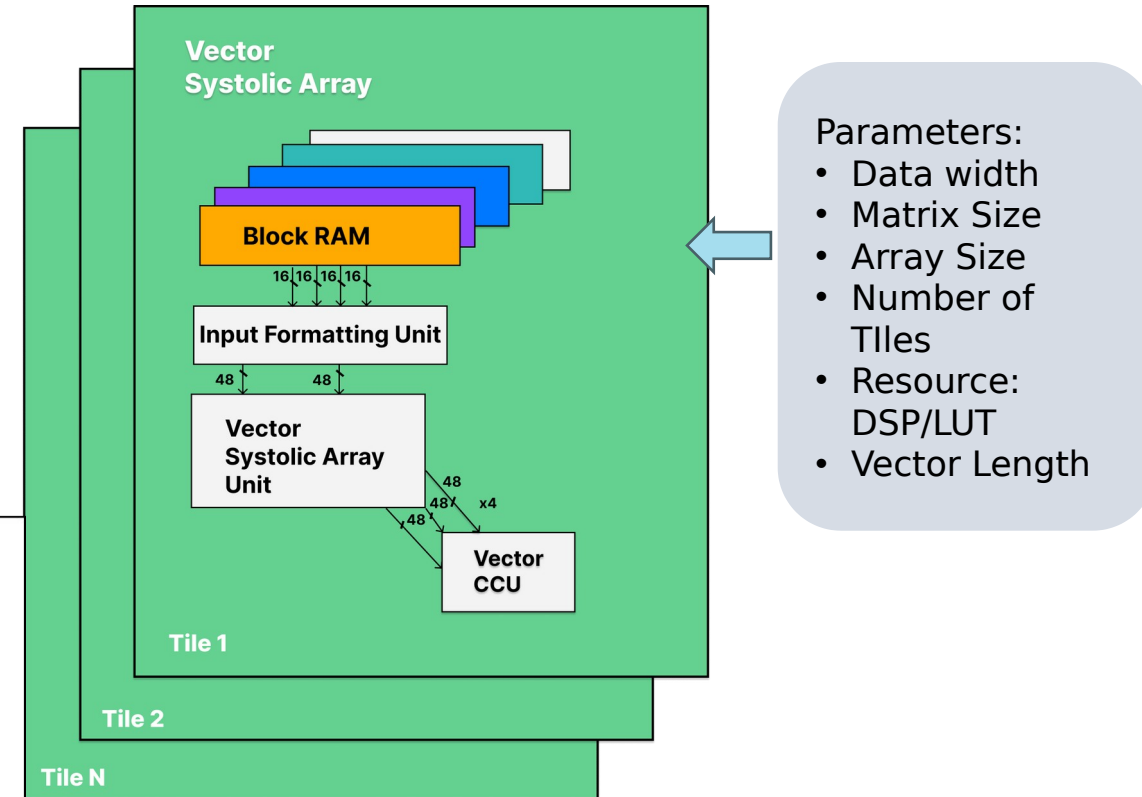 Vector
Systolic Array
Block RAM
16 16 16 16
Input Formatting Unit
48 48
Vector
Systolic Array
Unit
48
48 x4
48
Vector
CCU
Tile 1
Tile 2
Tile N
Parameters:
• Data width
• Matrix Size
• Array Size
• Number of
TIles
• Resource:
DSP/LUT
• Vector Length